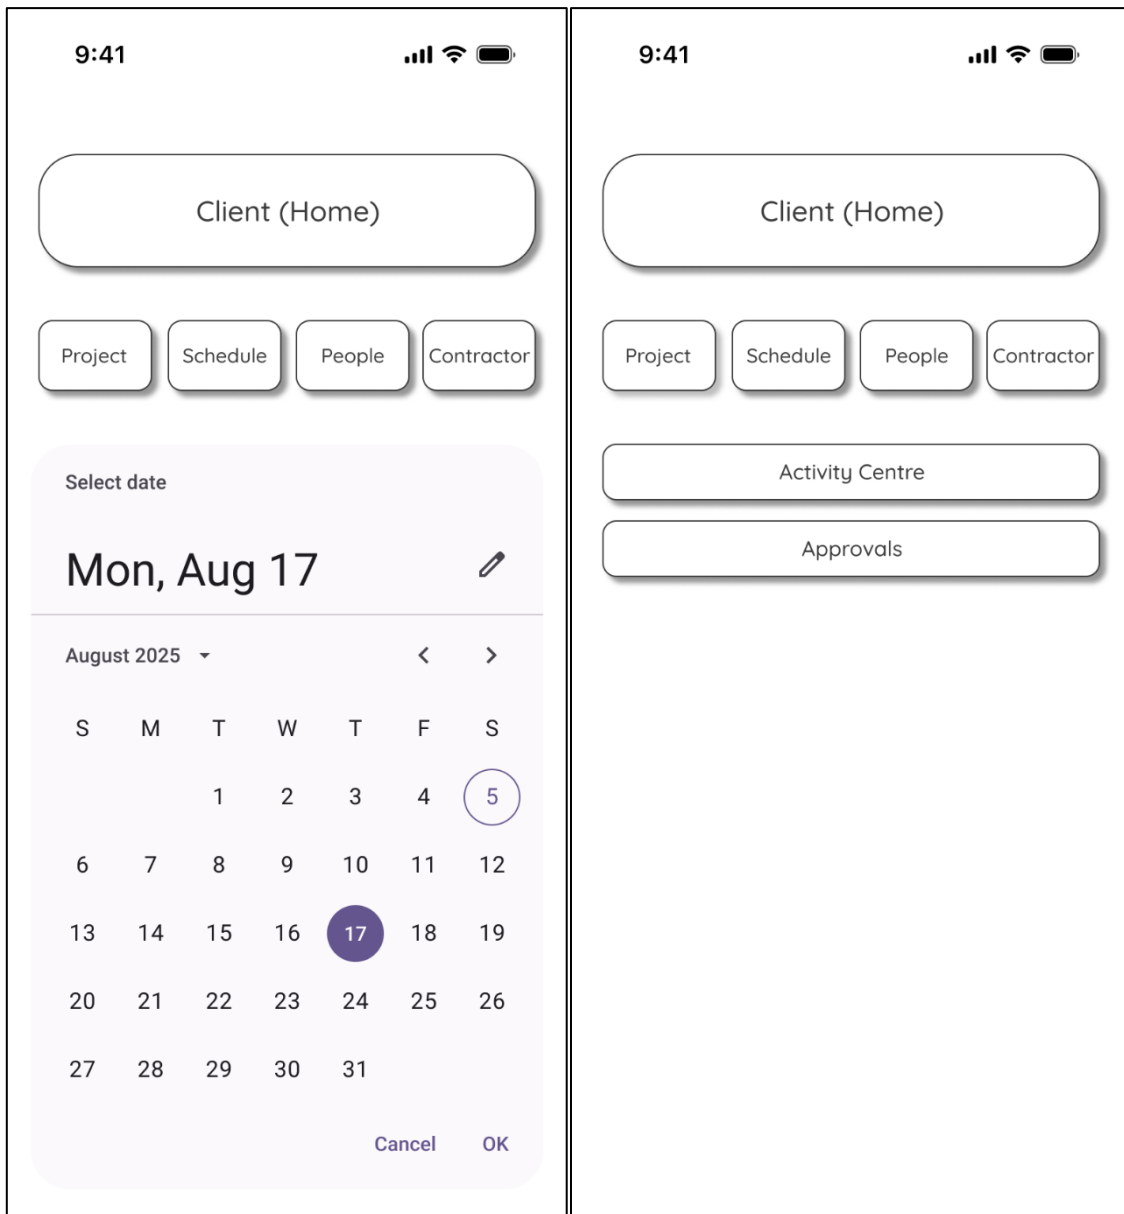 9:41
Client (Home)
Project Schedule People Contractor
Select date
Mon, Aug 17
August 2025
S M T W T F S
1 2 3 4 5
6 7 8 9 10 11 12
13 14 15 16 17 18 19
20 21 22 23 24 25 26
27 28 29 30 31
Cancel OK
9:41
Client (Home)
Project Schedule People Contractor
Activity Centre
Approvals